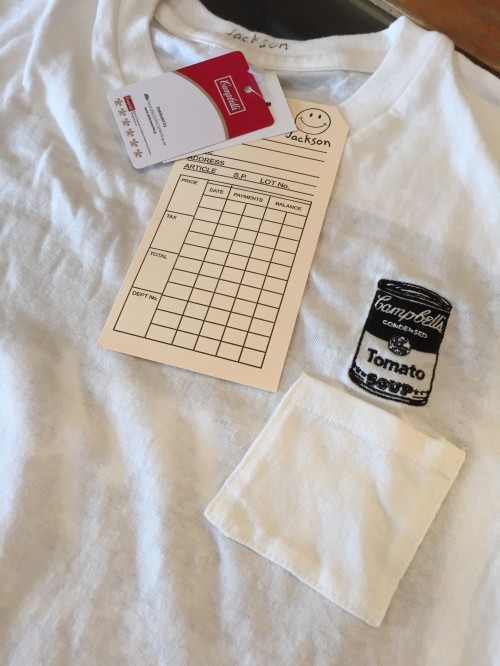 Jackson
Campbell's
Jackson
ADDRESS
ARTICLE S.P. LOT No.
PRICE DATE PAYMENTS BALANCE
TAX
TOTAL
DEPT No.
Campbell's
CONDENSED
Tomato
SOUP